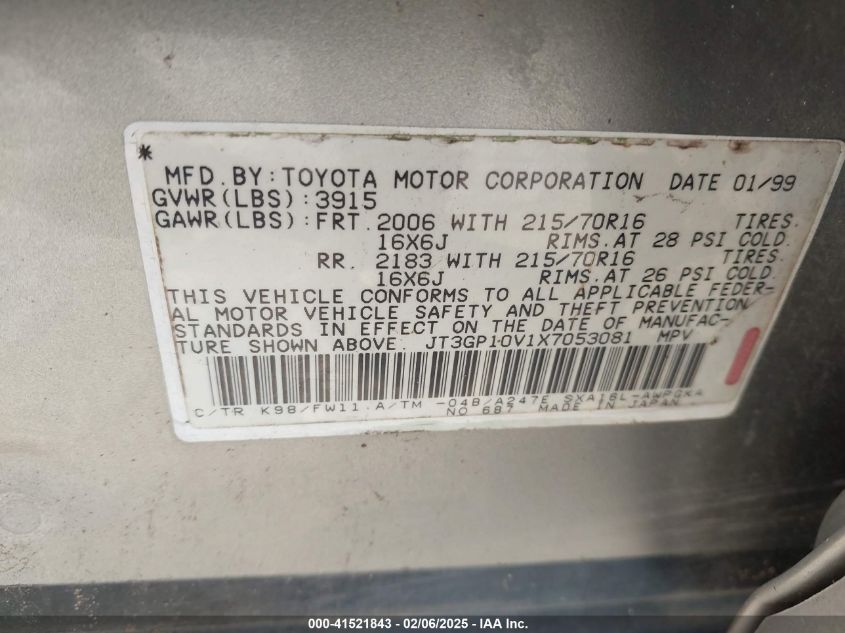 *
MFD.BY:TOYOTA MOTOR CORPORATION DATE 01/99
GVWR(LBS):3915
GAWR(LBS):FRT.2006 WITH 215/70R16 TIRES.
16X6J RIMS.AT 28 PSI COLD.
RR. 2183 WITH 215/70R16 TIRES.
16X6J RIMS.AT 26 PSI COLD.
THIS VEHICLE CONFORMS TO ALL APPLICABLE FEDER-
AL MOTOR VEHICLE SAFETY AND THEFT PREVENTION
STANDARDS IN EFFECT ON THE DATE OF MANUFAC-
TURE SHOWN ABOVE. JT3GP10V1X7053081 MPV
C/TR K98/FW11.A/TM -04B/A247E SXA16L-AWPGKA
NO 687 MADE IN JAPAN
000-41521843 - 02/06/2025 - IAA Inc.